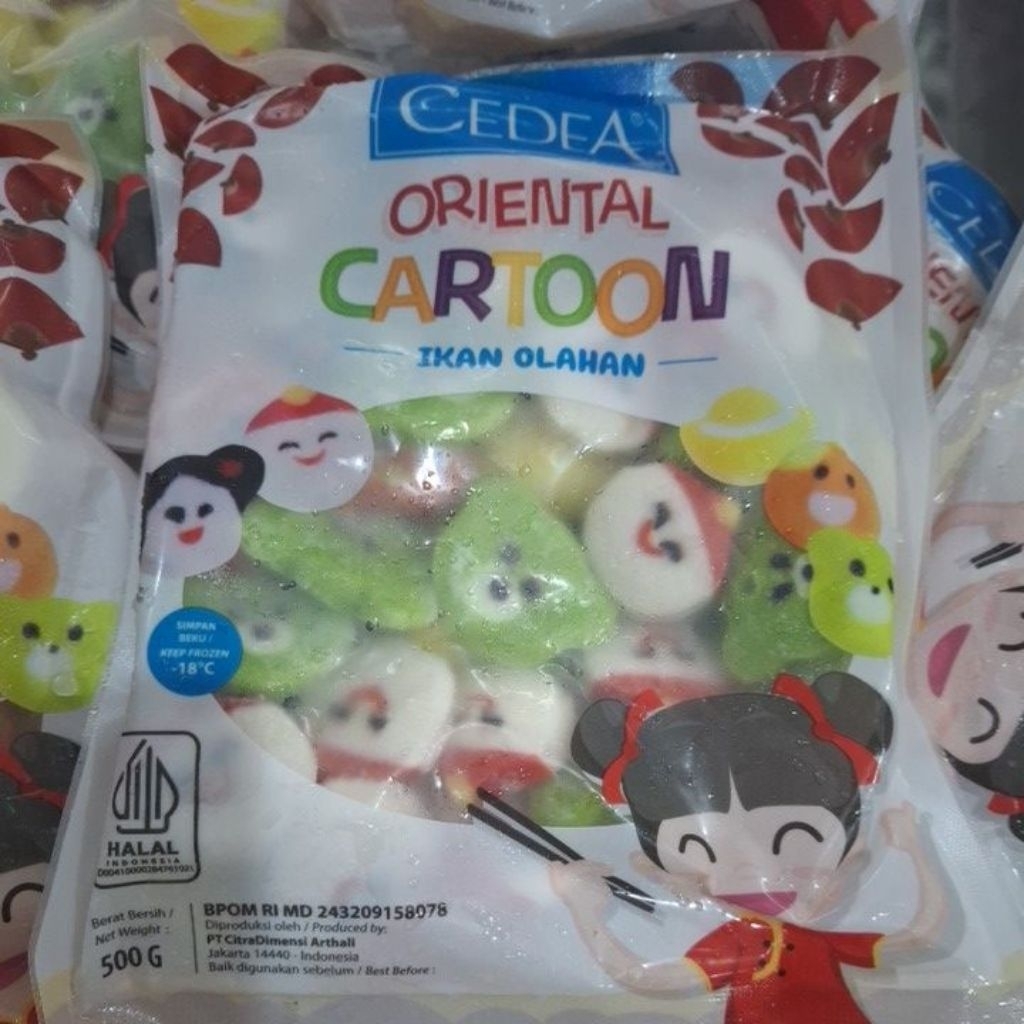 CEDEA®
ORIENTAL
CARTOON
IKAN OLAHAN
SIMPAN
BEKU /
KEEP FROZEN
-18°C
HALAL
INDONESIA
Berat Bersih /
Net Weight :
500 G
BPOM RI MD 243209158078
Diproduksi oleh / Produced by:
PT CitraDimensi Arthali
Jakarta 14440 - Indonesia
Baik digunakan sebelum / Best Before :